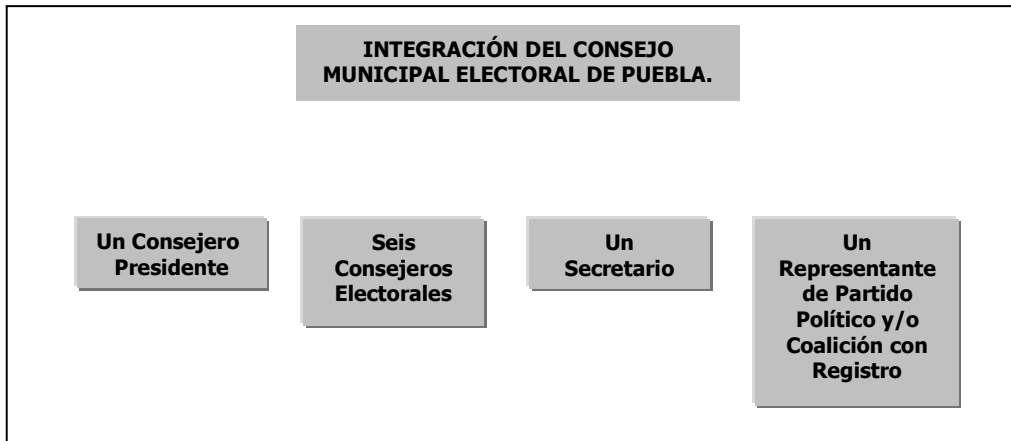 INTEGRACIÓN DEL CONSEJO
MUNICIPAL ELECTORAL DE PUEBLA.
Un Consejero
Presidente
Seis
Consejeros
Electorales
Un
Secretario
Un
Representante
de Partido
Político y/o
Coalición con
Registro